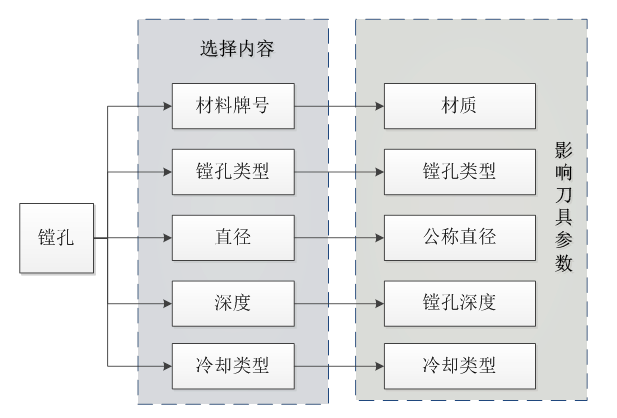 选择内容
材料牌号
材质
镗孔类型
镗孔类型
影响刀具参数
镗孔
直径
公称直径
深度
镗孔深度
冷却类型
冷却类型